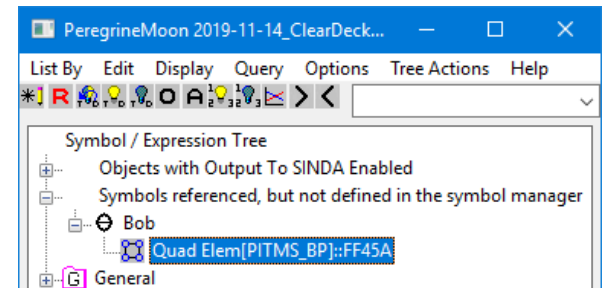 PeregrineMoon 2019-11-14_ClearDeck...
List By Edit Display Query Options Tree Actions Help
Symbol / Expression Tree
Objects with Output To SINDA Enabled
Symbols referenced, but not defined in the symbol manager
Bob
Quad Elem[PITMS_BP]::FF45A
G General